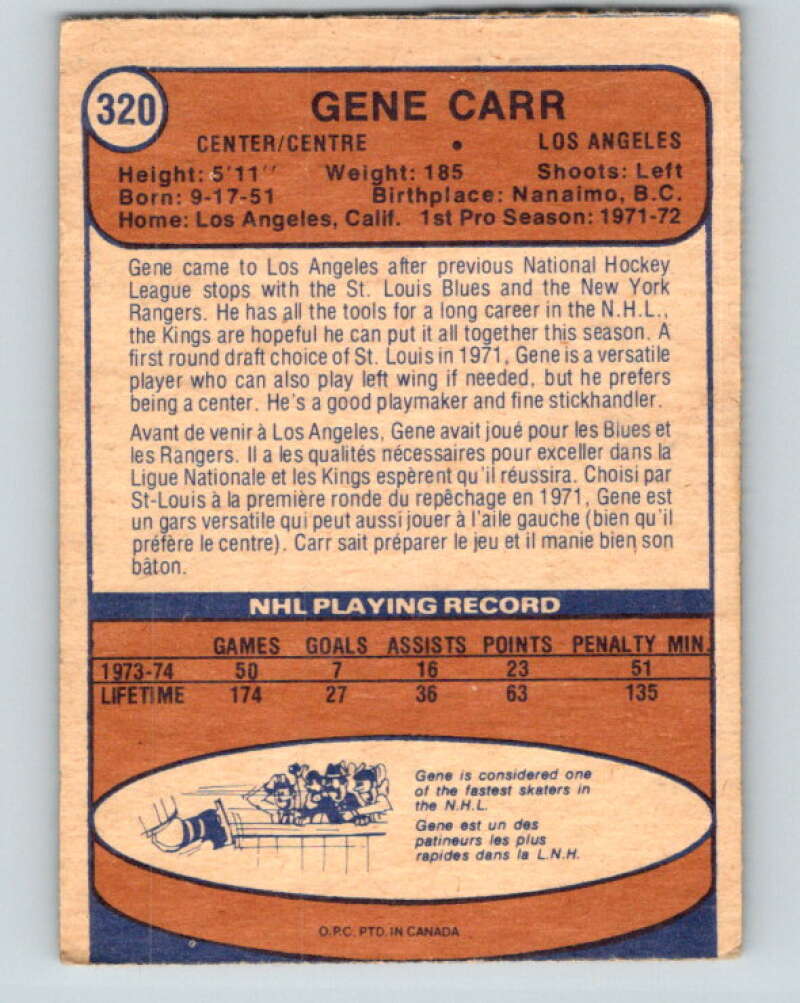 320
GENE CARR
CENTER/CENTRE • LOS ANGELES
Height: 5'11" Weight: 185 Shoots: Left
Born: 9-17-51 Birthplace: Nanaimo, B.C.
Home: Los Angeles, Calif. 1st Pro Season: 1971-72
Gene came to Los Angeles after previous National Hockey
League stops with the St. Louis Blues and the New York
Rangers. He has all the tools for a long career in the N.H.L.,
the Kings are hopeful he can put it all together this season. A
first round draft choice of St. Louis in 1971, Gene is a versatile
player who can also play left wing if needed, but he prefers
being a center. He's a good playmaker and fine stickhandler.
Avant de venir à Los Angeles, Gene avait joué pour les Blues et
les Rangers. Il a les qualités nécessaires pour exceller dans la
Ligue Nationale et les Kings espèrent qu'il réussira. Choisi par
St-Louis à la première ronde du repêchage en 1971, Gene est
un gars versatile qui peut aussi jouer à l'aile gauche (bien qu'il
préfère le centre). Carr sait préparer le jeu et il manie bien son
bâton.
NHL PLAYING RECORD
GAMES GOALS ASSISTS POINTS PENALTY MIN.
1973-74 50 7 16 23 51
LIFETIME 174 27 36 63 135
Gene is considered one
of the fastest skaters in
the N.H.L.
Gene est un des
patineurs les plus
rapides dans la L.N.H.
O.P.C. PTD. IN CANADA